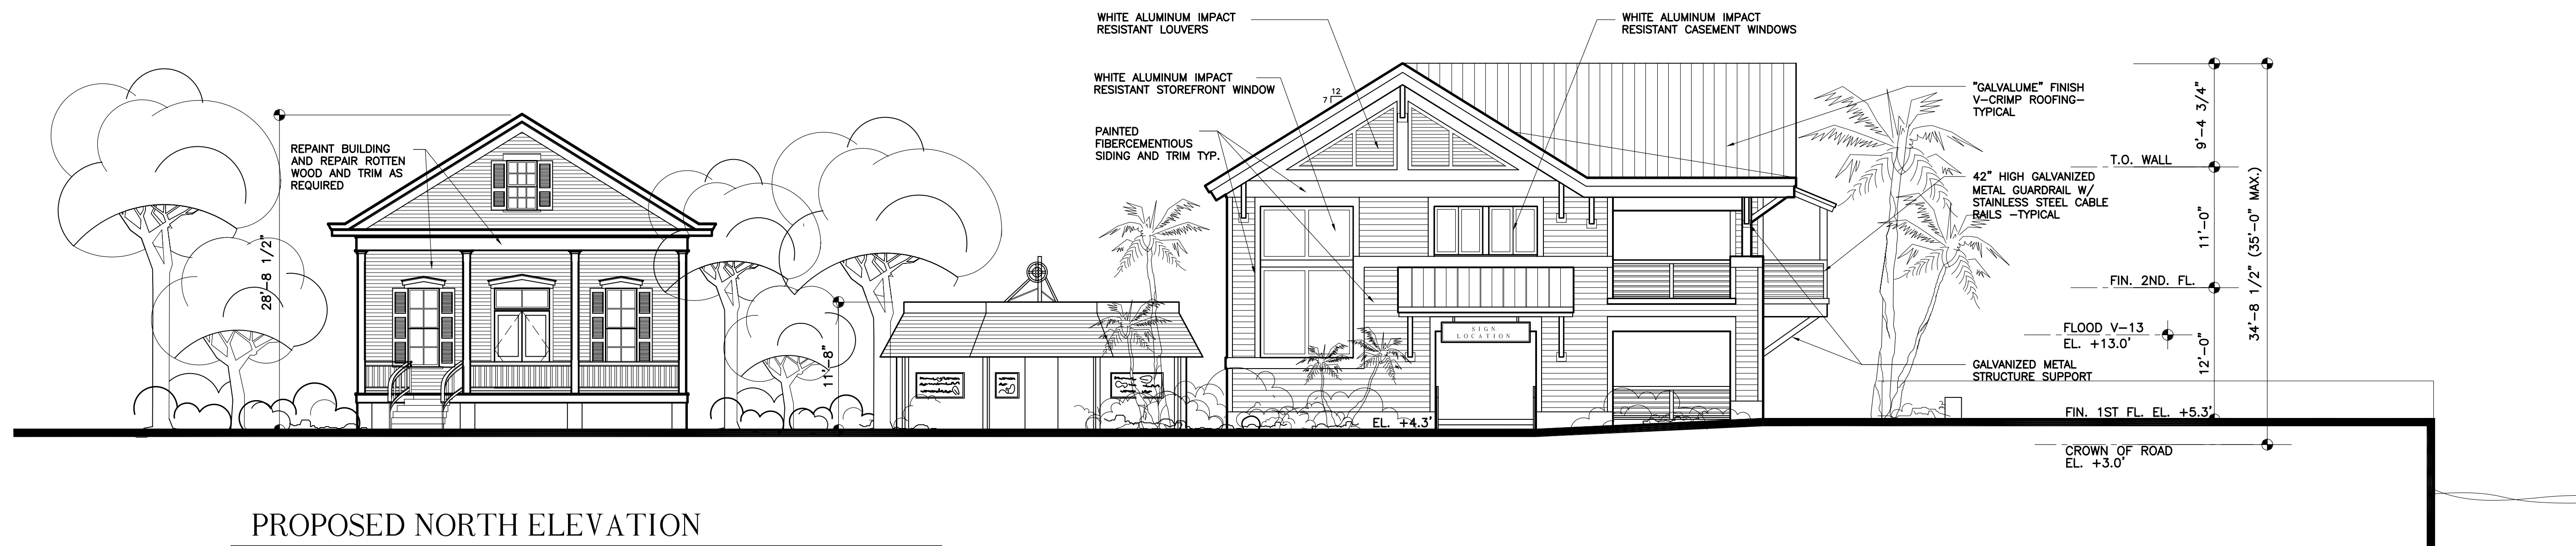 WHITE ALUMINUM IMPACT
RESISTANT LOUVERS
WHITE ALUMINUM IMPACT
RESISTANT CASEMENT WINDOWS
WHITE ALUMINUM IMPACT
RESISTANT STOREFRONT WINDOW
12
7
"GALVALUME" FINISH
V-CRIMP ROOFING-
TYPICAL
9'-4 3/4"
PAINTED
FIBERCEMENTIOUS
SIDING AND TRIM TYP.
REPAINT BUILDING
AND REPAIR ROTTEN
WOOD AND TRIM AS
REQUIRED
T.O. WALL
42" HIGH GALVANIZED
METAL GUARDRAIL W/
STAINLESS STEEL CABLE
RAILS -TYPICAL
11'-0"
34'-8 1/2" (35'-0" MAX.)
28'-8 1/2"
FIN. 2ND. FL.
FLOOD V-13
EL. +13.0'
SIGN
LOCATION
12'-0"
11'-8"
GALVANIZED METAL
STRUCTURE SUPPORT
FIN. 1ST FL. EL. +5.3'
EL. +4.3'
CROWN OF ROAD
EL. +3.0'
PROPOSED NORTH ELEVATION